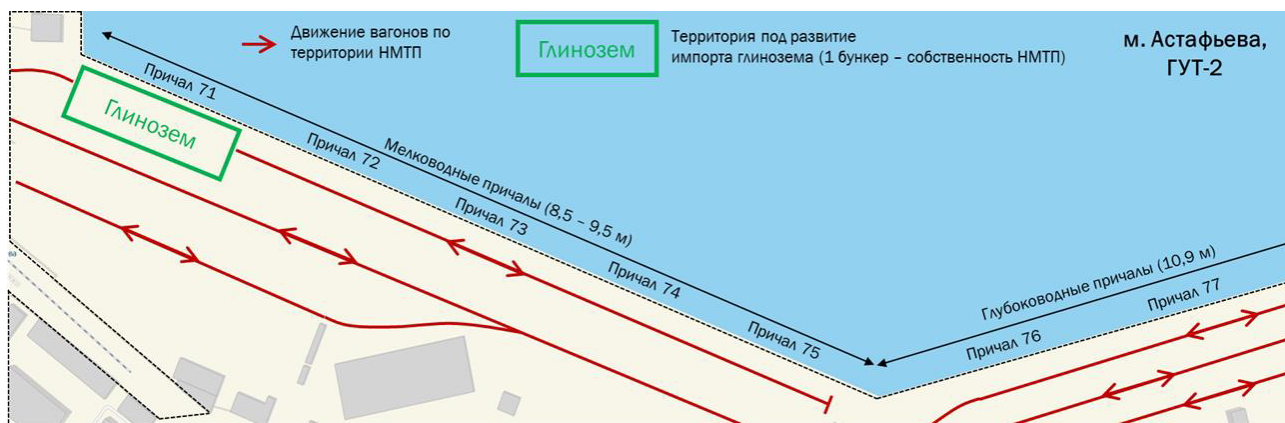 Движение вагонов по
территории НМТП
Глинозем
Территория под развитие
импорта глинозема (1 бункер – собственность НМТП)
м. Астафьева,
ГУТ-2
Причал 71
Глинозем
Причал 72
Мелководные причалы (8,5 – 9,5 м)
Причал 73
Причал 74
Причал 75
Глубоководные причалы (10,9 м)
Причал 76
Причал 77